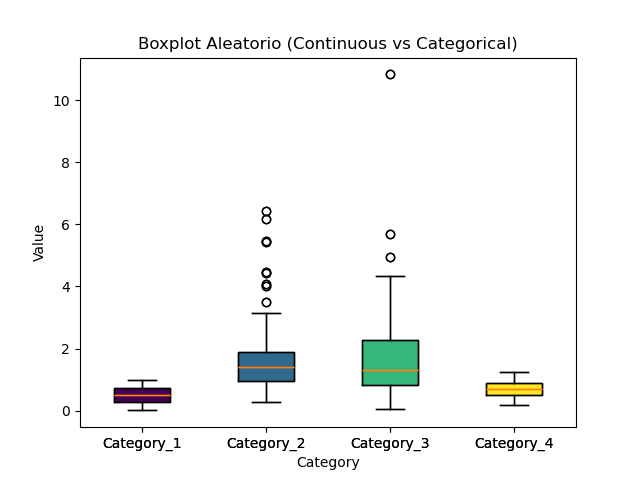 Boxplot Aleatorio (Continuous vs Categorical)
10
8
6
4
2
0
Value
Category_1 Category_2 Category_3 Category_4
Category